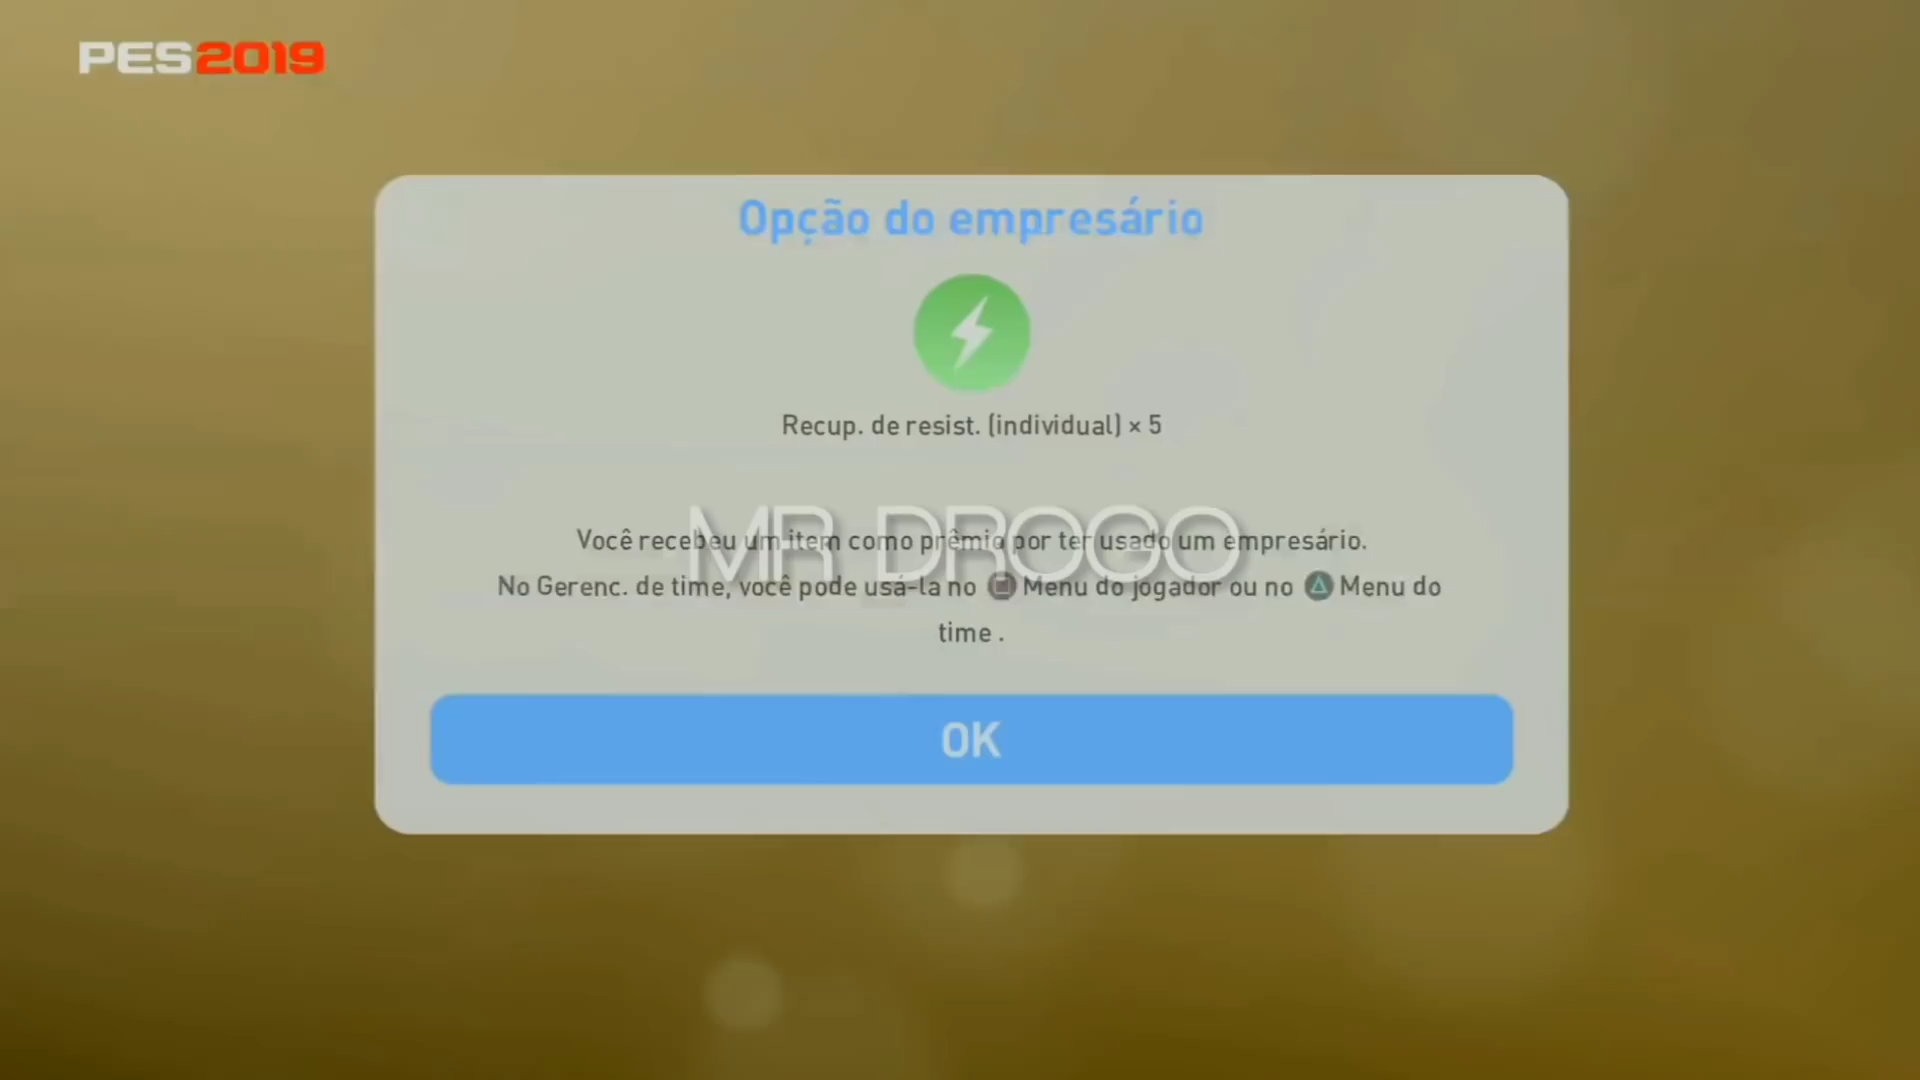 PES2019
Opção do empresário
Recup. de resist. (individual) × 5
MR DROGO
Você recebeu um item como prêmio por ter usado um empresário.
No Gerenc. de time, você pode usá-la no Menu do jogador ou no Menu do
time .
OK